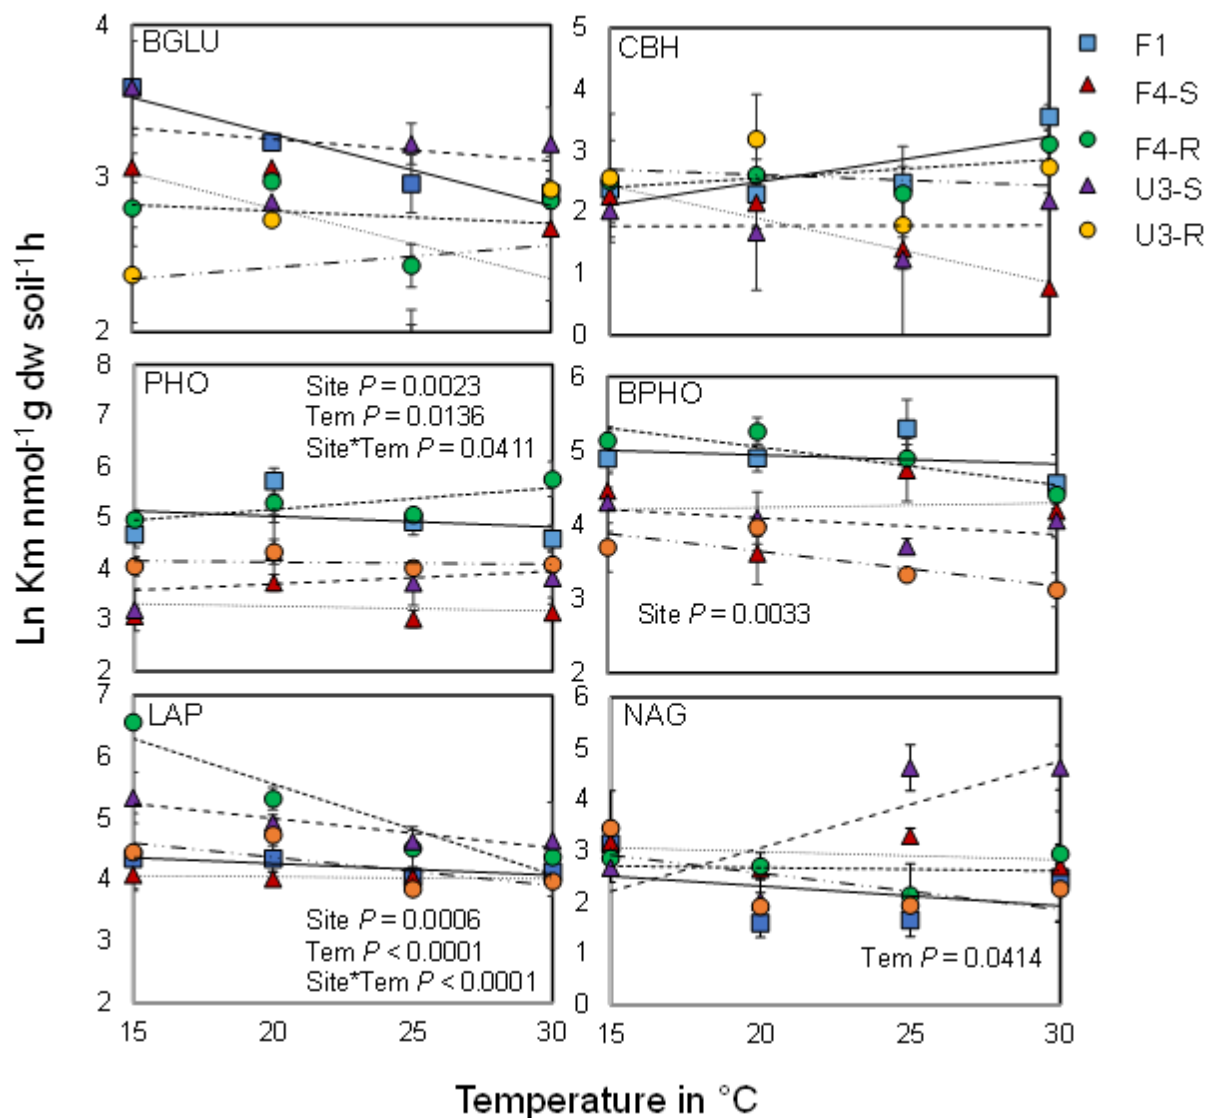 Ln Km nmol⁻¹g dw soil⁻¹h
BGLU
4
3
2
CBH
5
4
3
2
1
0
F1
F4-S
F4-R
U3-S
U3-R
PHO
Site P = 0.0023
Tem P = 0.0136
Site*Tem P = 0.0411
8
7
6
5
4
3
2
BPHO
6
5
4
3
2
Site P = 0.0033
LAP
7
6
5
4
3
2
Site P = 0.0006
Tem P < 0.0001
Site*Tem P < 0.0001
15
20
25
30
NAG
6
5
4
3
2
1
0
Tem P = 0.0414
15
20
25
30
Temperature in °C